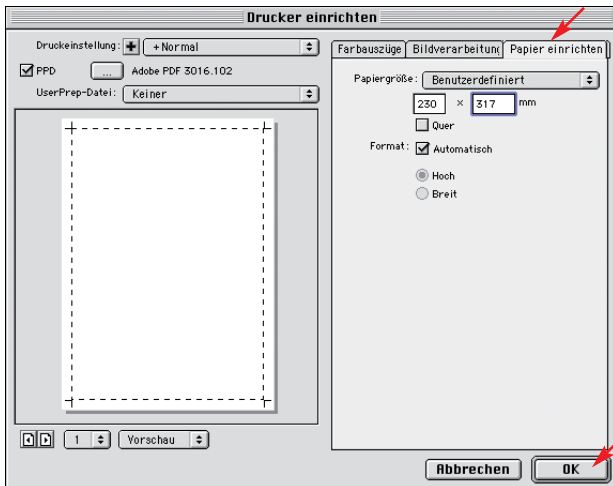 Drucker einrichten
Druckeinstellung: + Normal
PPD ... Adobe PDF 3016.102
UserPrep-Datei: Keiner
1 Vorschau
Farbauszüge Bildverarbeitung Papier einrichten
Papiergröße: Benutzerdefiniert
230 × 317 mm
Quer
Format: Automatisch
Hoch
Breit
Abbrechen OK